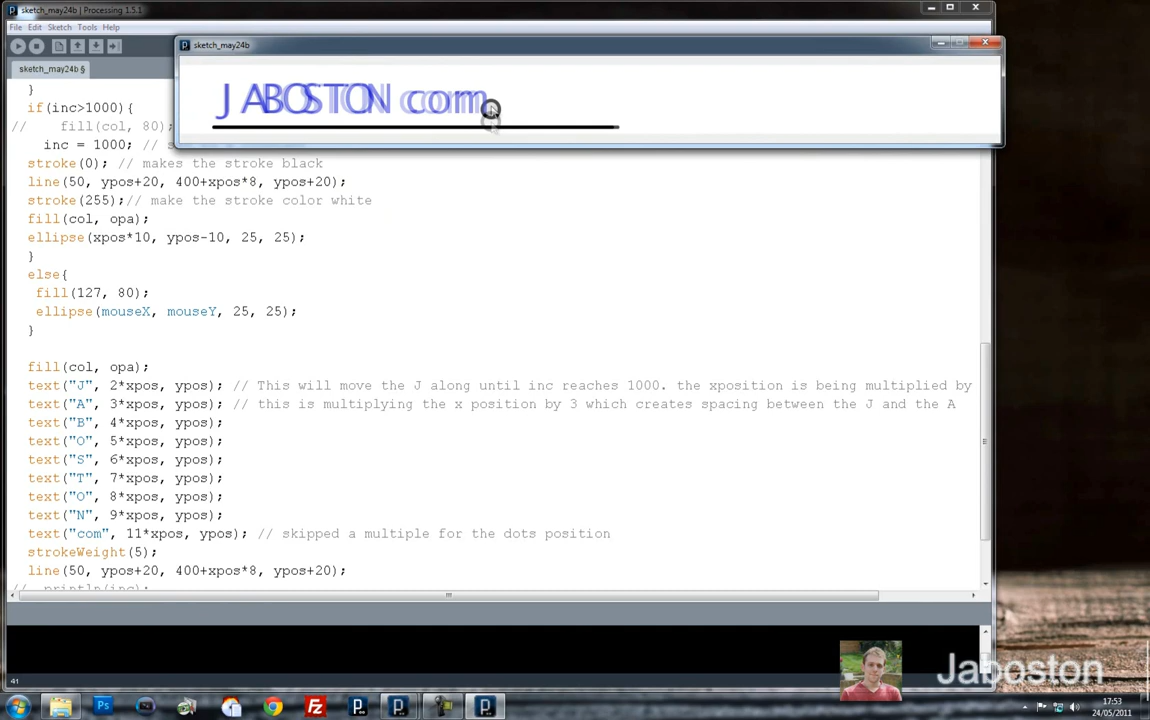 sketch_may24b | Processing 1.5.1
File Edit Sketch Tools Help
sketch_may24b
sketch_may24b §
JABOSTON com
}
if(inc>1000){
// fill(col, 80);
inc = 1000; // s
stroke(0); // makes the stroke black
line(50, ypos+20, 400+xpos*8, ypos+20);
stroke(255);// make the stroke color white
fill(col, opa);
ellipse(xpos*10, ypos-10, 25, 25);
}
else{
fill(127, 80);
ellipse(mouseX, mouseY, 25, 25);
}
fill(col, opa);
text("J", 2*xpos, ypos); // This will move the J along until inc reaches 1000. the xposition is being multiplied by
text("A", 3*xpos, ypos); // this is multiplying the x position by 3 which creates spacing between the J and the A
text("B", 4*xpos, ypos);
text("O", 5*xpos, ypos);
text("S", 6*xpos, ypos);
text("T", 7*xpos, ypos);
text("O", 8*xpos, ypos);
text("N", 9*xpos, ypos);
text("com", 11*xpos, ypos); // skipped a multiple for the dots position
strokeWeight(5);
line(50, ypos+20, 400+xpos*8, ypos+20);
// println(inc);
41
Jaboston
Ps
Fz
17:53
24/05/2011